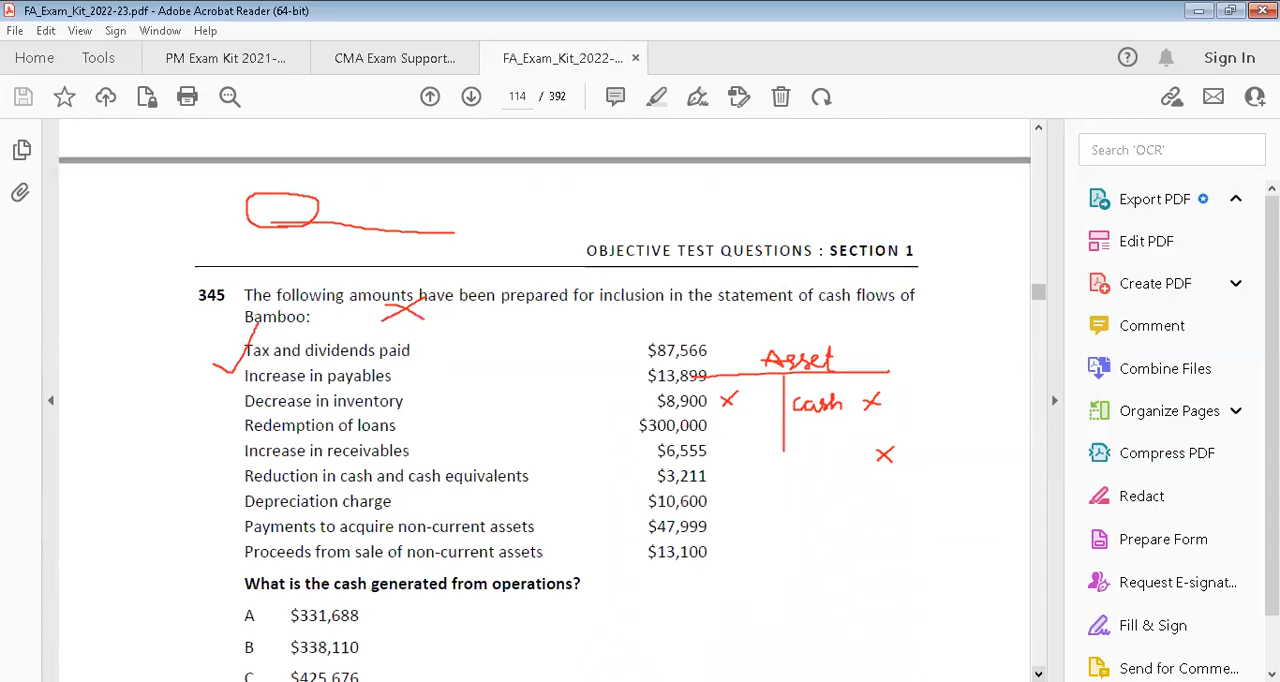 FA_Exam_Kit_2022-23.pdf - Adobe Acrobat Reader (64-bit)
File Edit View Sign Window Help
Home Tools PM Exam Kit 2021-... CMA Exam Support... FA_Exam_Kit_2022-... × Sign In
114 / 392
Search 'OCR'
OBJECTIVE TEST QUESTIONS : SECTION 1
345 The following amounts have been prepared for inclusion in the statement of cash flows of
Bamboo:
Tax and dividends paid $87,566
Increase in payables $13,899
Decrease in inventory $8,900
Redemption of loans $300,000
Increase in receivables $6,555
Reduction in cash and cash equivalents $3,211
Depreciation charge $10,600
Payments to acquire non-current assets $47,999
Proceeds from sale of non-current assets $13,100
What is the cash generated from operations?
A $331,688
B $338,110
C $425,676
Asset
x cash x
x
Export PDF
Edit PDF
Create PDF
Comment
Combine Files
Organize Pages
Compress PDF
Redact
Prepare Form
Request E-signat...
Fill & Sign
Send for Comme...